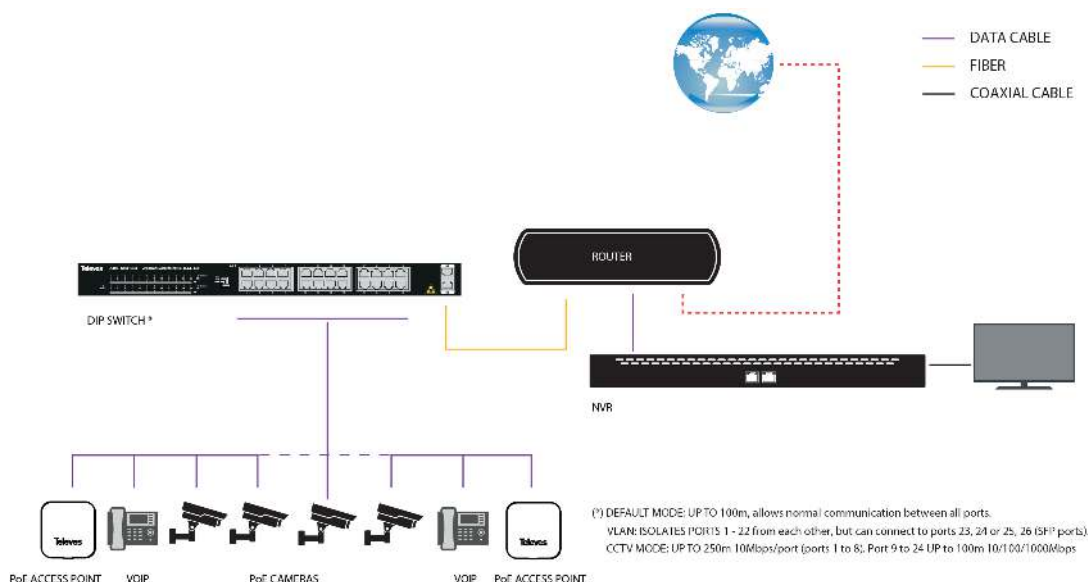 DATA CABLE
FIBER
COAXIAL CABLE
ROUTER
Televes
DIP SWITCH *
NVR
Televes
Televes
PoE ACCESS POINT
VOIP
PoE CAMERAS
VOIP
PoE ACCESS POINT
(*) DEFAULT MODE: UP TO 100m, allows normal communication between all ports.
VLAN: ISOLATES PORTS 1 - 22 from each other, but can connect to ports 23, 24 or 25, 26 (SFP ports).
CCTV MODE: UP TO 250m 10Mbps/port (ports 1 to 8). Port 9 to 24 UP to 100m 10/100/1000Mbps